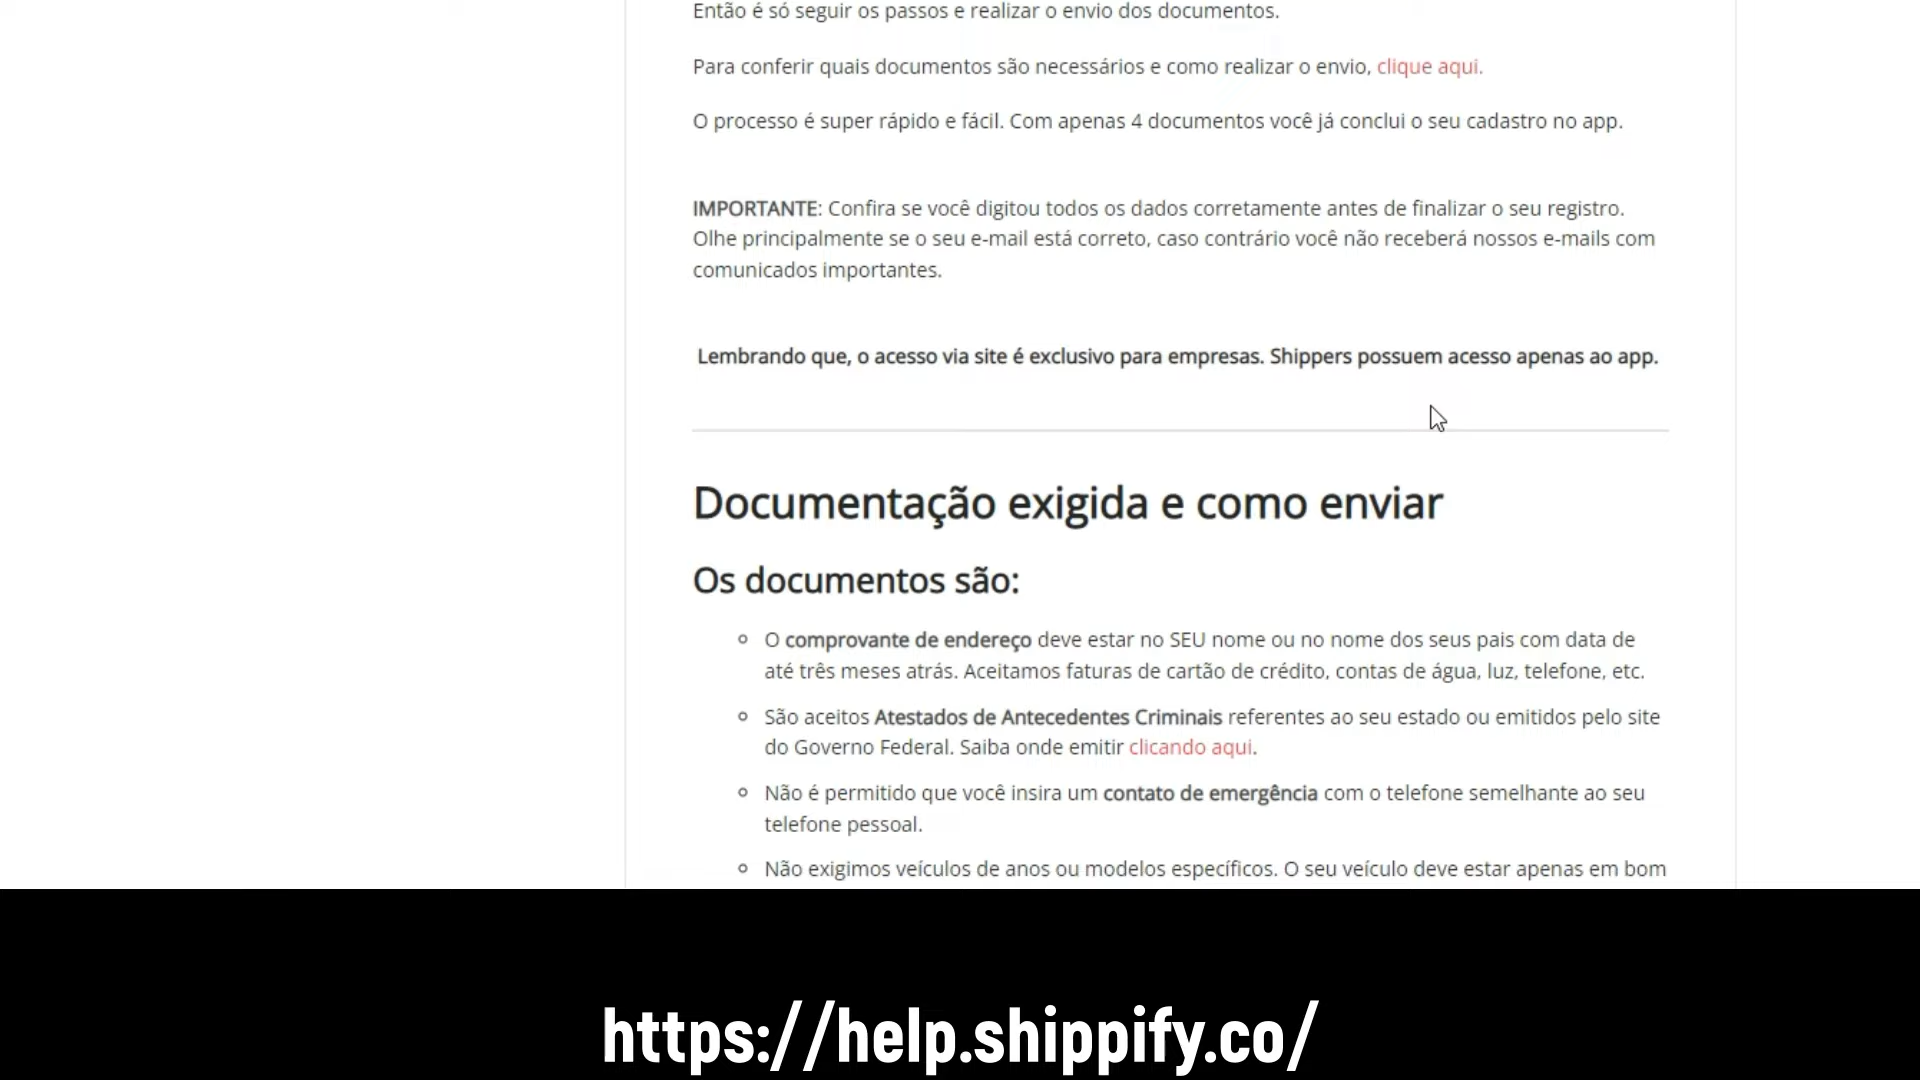 Então é só seguir os passos e realizar o envio dos documentos.
Para conferir quais documentos são necessários e como realizar o envio, clique aqui.
O processo é super rápido e fácil. Com apenas 4 documentos você já conclui o seu cadastro no app.
IMPORTANTE: Confira se você digitou todos os dados corretamente antes de finalizar o seu registro.
Olhe principalmente se o seu e-mail está correto, caso contrário você não receberá nossos e-mails com
comunicados importantes.
Lembrando que, o acesso via site é exclusivo para empresas. Shippers possuem acesso apenas ao app.
Documentação exigida e como enviar
Os documentos são:
O comprovante de endereço deve estar no SEU nome ou no nome dos seus pais com data de
até três meses atrás. Aceitamos faturas de cartão de crédito, contas de água, luz, telefone, etc.
São aceitos Atestados de Antecedentes Criminais referentes ao seu estado ou emitidos pelo site
do Governo Federal. Saiba onde emitir clicando aqui.
Não é permitido que você insira um contato de emergência com o telefone semelhante ao seu
telefone pessoal.
Não exigimos veículos de anos ou modelos específicos. O seu veículo deve estar apenas em bom
https://help.shippify.co/